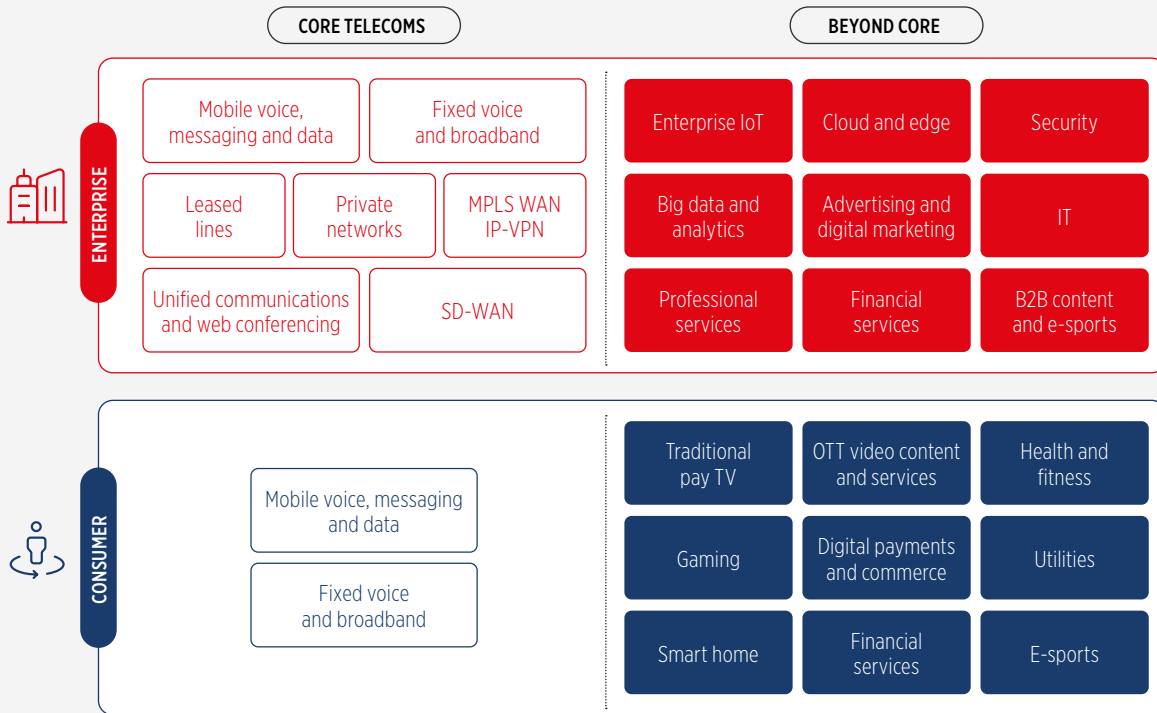 CORE TELECOMS
BEYOND CORE
ENTERPRISE
Mobile voice,
messaging and data
Fixed voice
and broadband
Leased
lines
Private
networks
MPLS WAN
IP-VPN
Unified communications
and web conferencing
SD-WAN
Enterprise IoT
Cloud and edge
Security
Big data and
analytics
Advertising and
digital marketing
IT
Professional
services
Financial
services
B2B content
and e-sports
CONSUMER
Mobile voice, messaging
and data
Fixed voice
and broadband
Traditional
pay TV
OTT video content
and services
Health and
fitness
Gaming
Digital payments
and commerce
Utilities
Smart home
Financial
services
E-sports